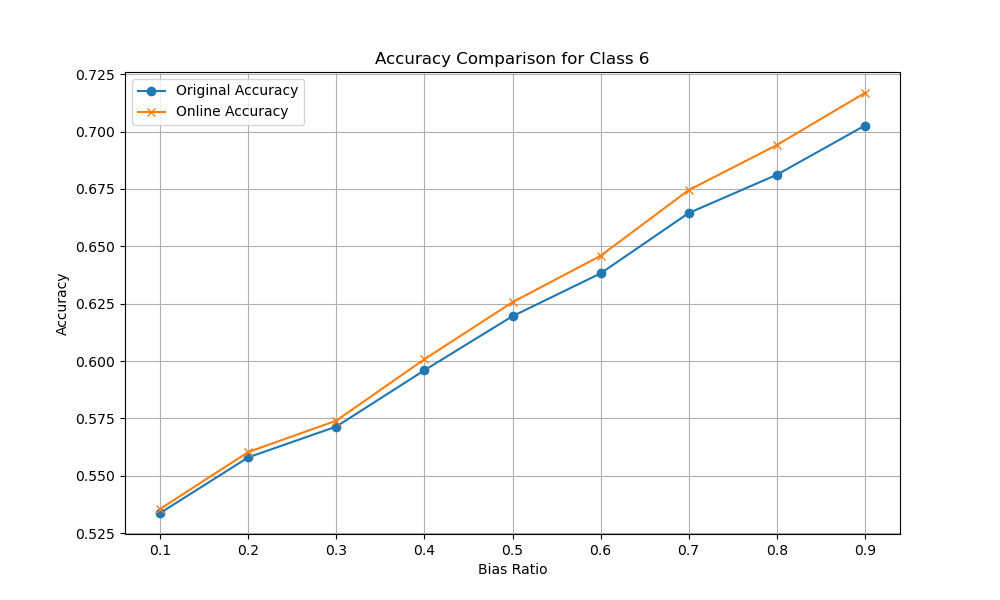 Accuracy Comparison for Class 6
Original Accuracy
Online Accuracy
0.725
0.700
0.675
0.650
0.625
0.600
0.575
0.550
0.525
Accuracy
0.1 0.2 0.3 0.4 0.5 0.6 0.7 0.8 0.9
Bias Ratio